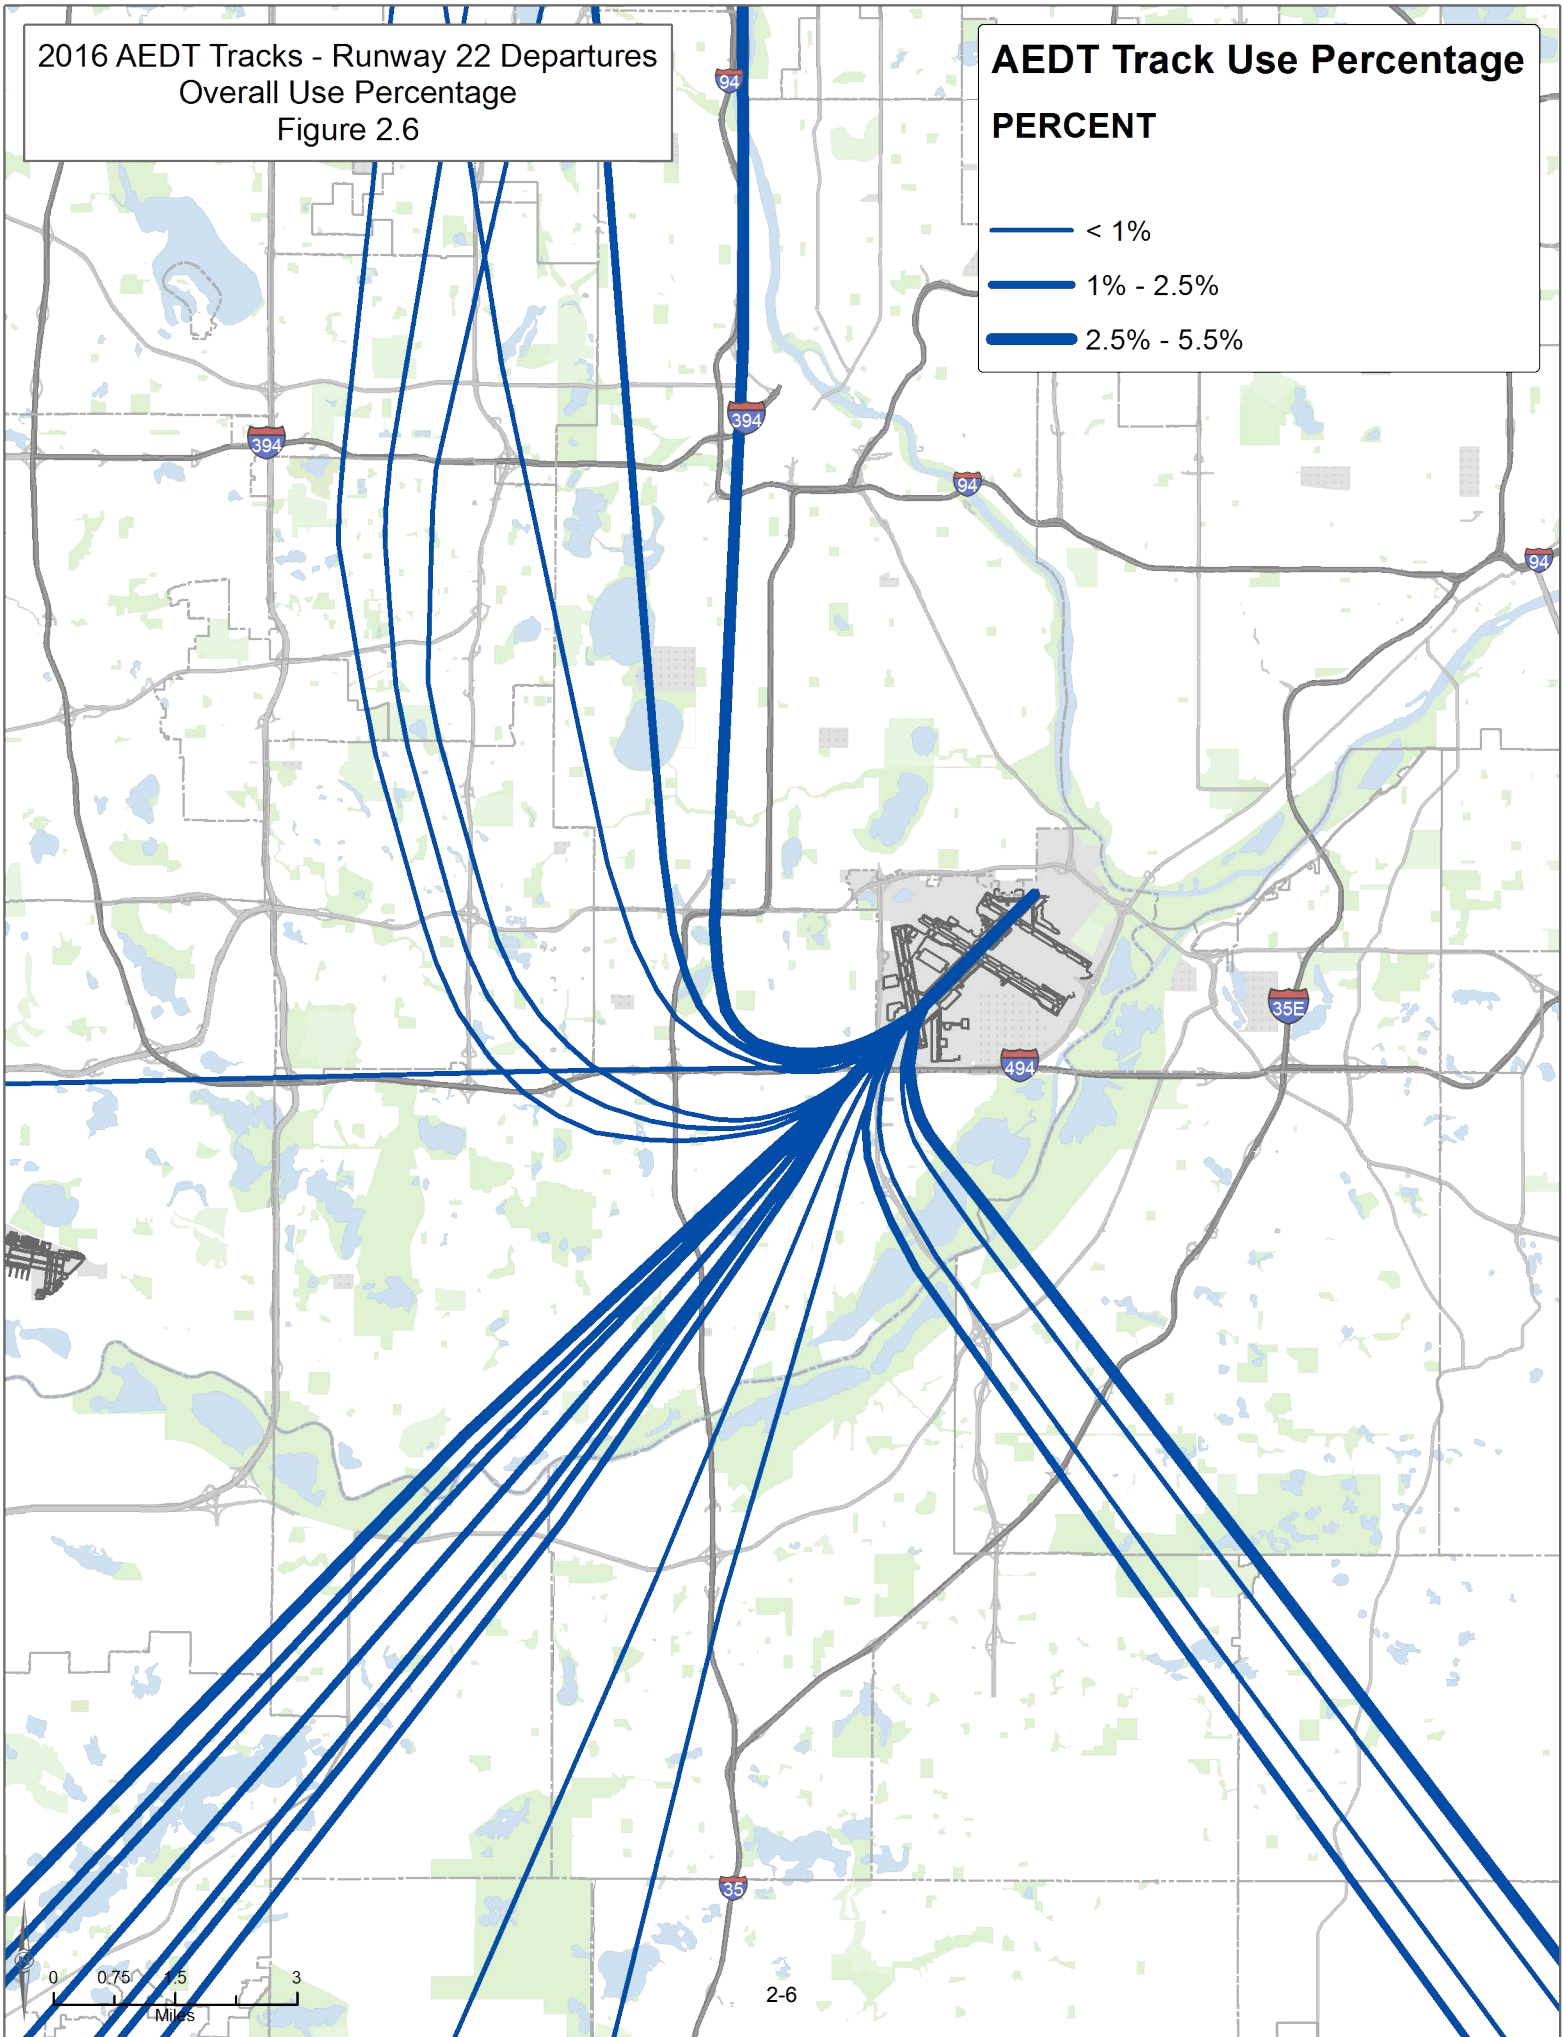 2016 AEDT Tracks - Runway 22 Departures
Overall Use Percentage
Figure 2.6
AEDT Track Use Percentage
PERCENT
< 1%
1% - 2.5%
2.5% - 5.5%
94
394
394
94
94
35E
494
35
0 0.75 1.5 3
Miles
2-6